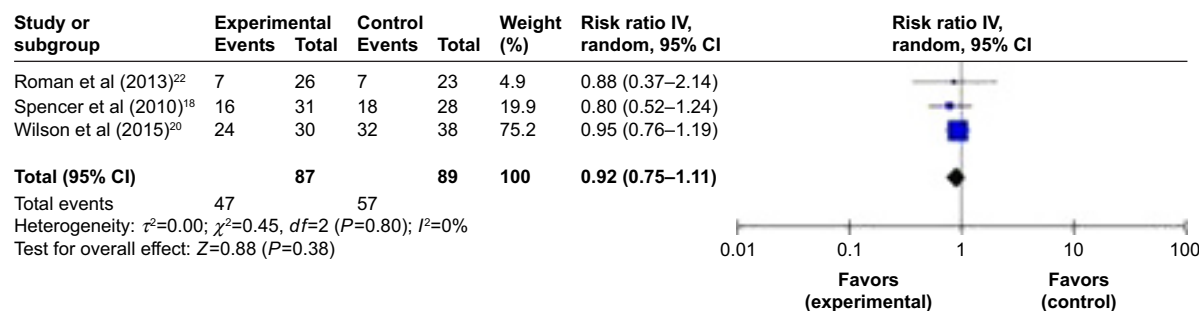 Study or subgroup Experimental Control Weight (%) Risk ratio IV, random, 95% CI Risk ratio IV, random, 95% CI
Events Total Events Total
Roman et al (2013)²² 7 26 7 23 4.9 0.88 (0.37–2.14)
Spencer et al (2010)¹⁸ 16 31 18 28 19.9 0.80 (0.52–1.24)
Wilson et al (2015)²⁰ 24 30 32 38 75.2 0.95 (0.76–1.19)
Total (95% CI) 87 89 100 0.92 (0.75–1.11)
Total events 47 57
Heterogeneity: τ²=0.00; χ²=0.45, df=2 (P=0.80); I²=0%
Test for overall effect: Z=0.88 (P=0.38)
0.01 0.1 1 10 100
Favors (experimental) Favors (control)